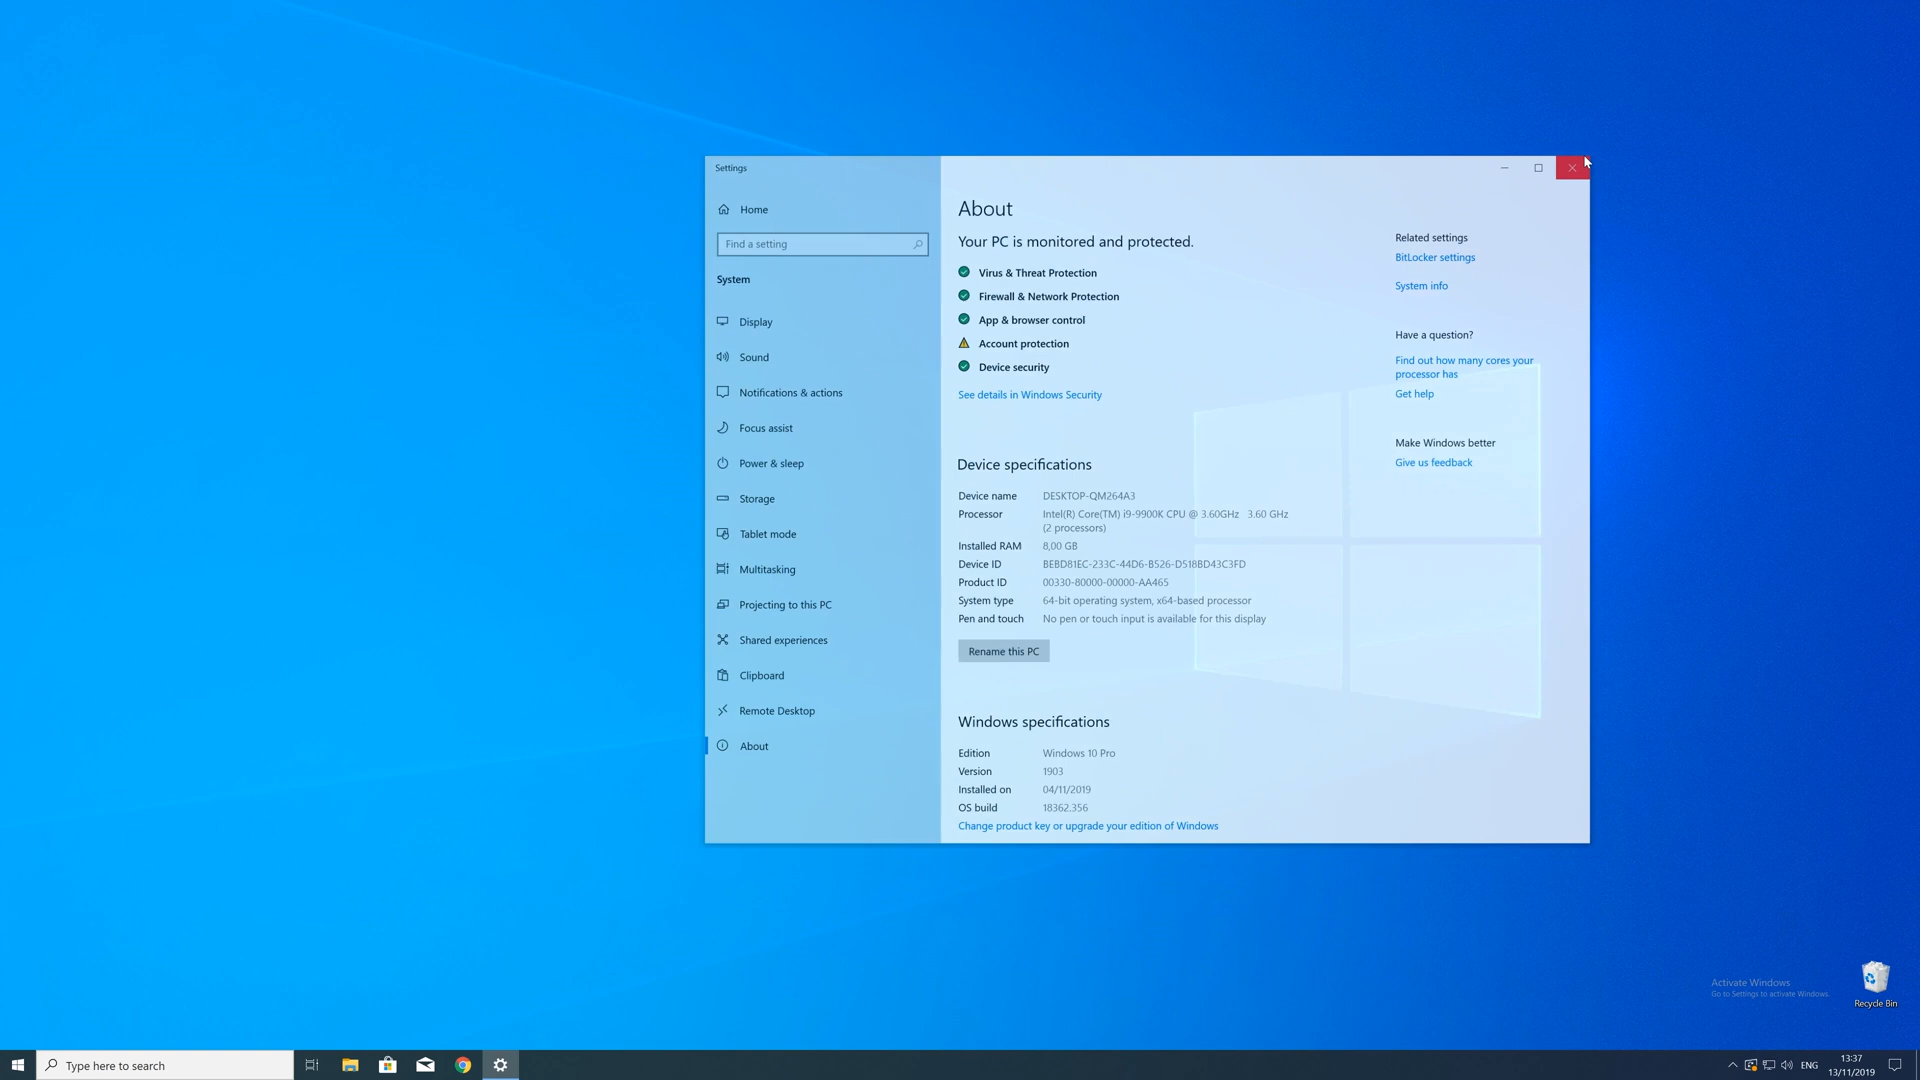 Settings
Home
Find a setting
System
Display
Sound
Notifications & actions
Focus assist
Power & sleep
Storage
Tablet mode
Multitasking
Projecting to this PC
Shared experiences
Clipboard
Remote Desktop
About
About
Your PC is monitored and protected.
Virus & Threat Protection
Firewall & Network Protection
App & browser control
Account protection
Device security
See details in Windows Security
Device specifications
Device name DESKTOP-QM264A3
Processor Intel(R) Core(TM) i9-9900K CPU @ 3.60GHz 3.60 GHz
(2 processors)
Installed RAM 8,00 GB
Device ID BEBD81EC-233C-44D6-B526-D518BD43C3FD
Product ID 00330-80000-00000-AA465
System type 64-bit operating system, x64-based processor
Pen and touch No pen or touch input is available for this display
Rename this PC
Windows specifications
Edition Windows 10 Pro
Version 1903
Installed on 04/11/2019
OS build 18362.356
Change product key or upgrade your edition of Windows
Related settings
BitLocker settings
System info
Have a question?
Find out how many cores your
processor has
Get help
Make Windows better
Give us feedback
Activate Windows
Go to Settings to activate Windows.
Recycle Bin
Type here to search
ENG
13:37
13/11/2019